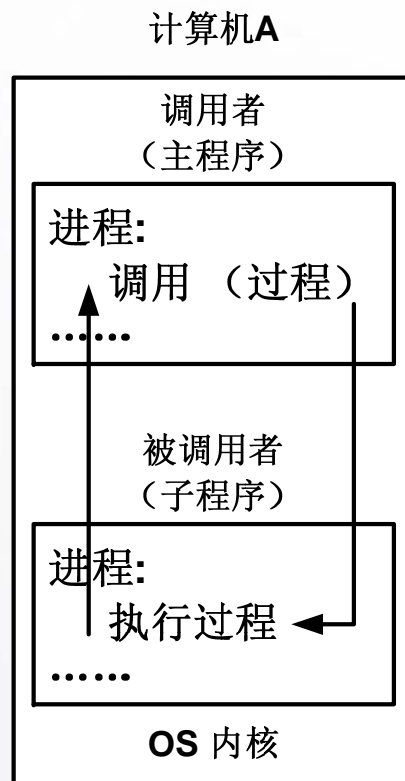 计算机A
调用者
（主程序）
进程:
调用 （过程）
……
被调用者
（子程序）
进程:
执行过程
……
OS 内核